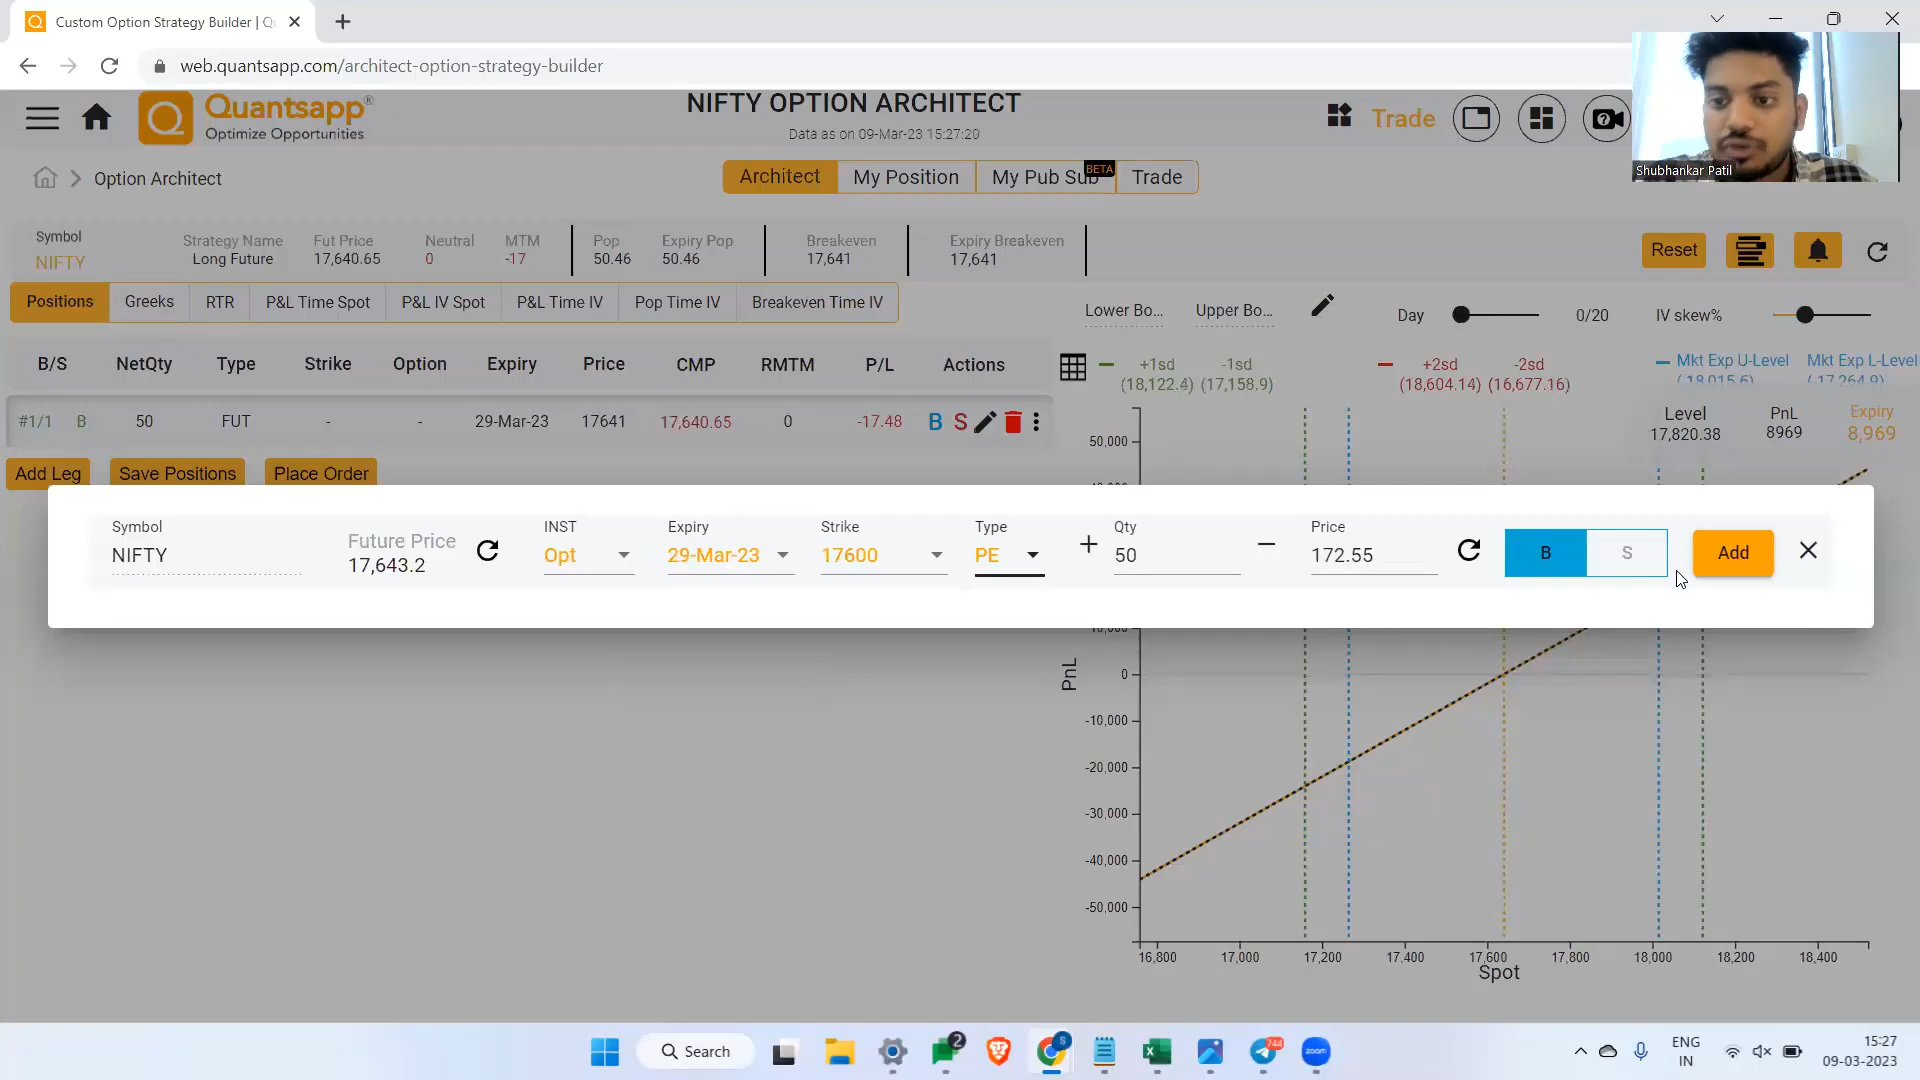 Custom Option Strategy Builder | Q
web.quantsapp.com/architect-option-strategy-builder
Quantsapp®
Optimize Opportunities
NIFTY OPTION ARCHITECT
Data as on 09-Mar-23 15:27:20
Trade
Shubhankar Patil
Option Architect
Architect
My Position
My Pub Sub
BETA
Trade
Symbol
NIFTY
Strategy Name
Long Future
Fut Price
17,640.65
Neutral
0
MTM
-17
Pop
50.46
Expiry Pop
50.46
Breakeven
17,641
Expiry Breakeven
17,641
Reset
Positions
Greeks
RTR
P&L Time Spot
P&L IV Spot
P&L Time IV
Pop Time IV
Breakeven Time IV
Lower Bo...
Upper Bo...
Day
0/20
IV skew%
B/S NetQty Type Strike Option Expiry Price CMP RMTM P/L Actions
#1/1 B 50 FUT - - 29-Mar-23 17641 17,640.65 0 -17.48 B S
+1sd -1sd
(18,122.4) (17,158.9)
+2sd -2sd
(18,604.14) (16,677.16)
Mkt Exp U-Level Mkt Exp L-Level
(18,015.6) (17,264.9)
Level
17,820.38
PnL
8969
Expiry
8,969
Add Leg
Save Positions
Place Order
Symbol
NIFTY
Future Price
17,643.2
INST
Opt
Expiry
29-Mar-23
Strike
17600
Type
PE
+
Qty
50
−
Price
172.55
B
S
Add
50,000
0
-10,000
-20,000
-30,000
-40,000
-50,000
PnL
16,800 17,000 17,200 17,400 17,600 17,800 18,000 18,200 18,400
Spot
Search
2
S
744
zoom
ENG
IN
15:27
09-03-2023